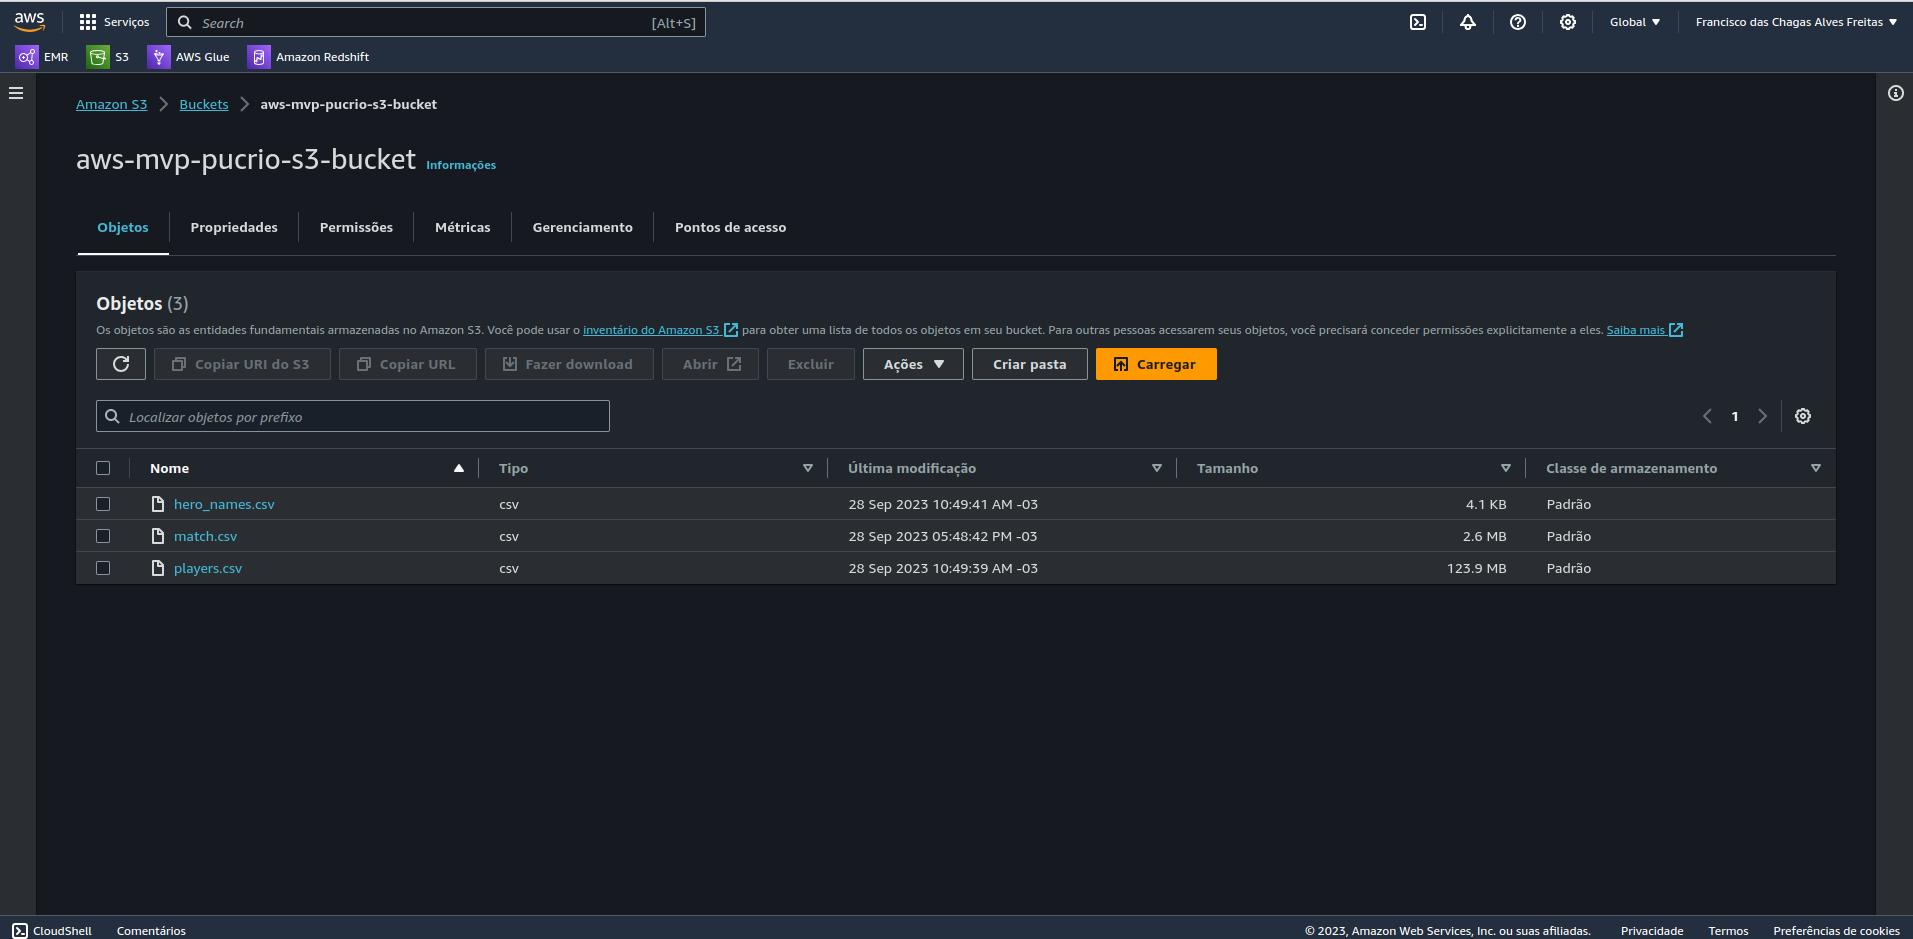 aws Serviços Search [Alt+S] Global Francisco das Chagas Alves Freitas
EMR S3 AWS Glue Amazon Redshift
Amazon S3 Buckets aws-mvp-pucrio-s3-bucket
aws-mvp-pucrio-s3-bucket Informações
Objetos Propriedades Permissões Métricas Gerenciamento Pontos de acesso
Objetos (3)
Os objetos são as entidades fundamentais armazenadas no Amazon S3. Você pode usar o inventário do Amazon S3 para obter uma lista de todos os objetos em seu bucket. Para outras pessoas acessarem seus objetos, você precisará conceder permissões explicitamente a eles. Saiba mais
Copiar URI do S3 Copiar URL Fazer download Abrir Excluir Ações Criar pasta Carregar
Localizar objetos por prefixo 1
Nome Tipo Última modificação Tamanho Classe de armazenamento
hero_names.csv csv 28 Sep 2023 10:49:41 AM -03 4.1 KB Padrão
match.csv csv 28 Sep 2023 05:48:42 PM -03 2.6 MB Padrão
players.csv csv 28 Sep 2023 10:49:39 AM -03 123.9 MB Padrão
CloudShell Comentários © 2023, Amazon Web Services, Inc. ou suas afiliadas. Privacidade Termos Preferências de cookies